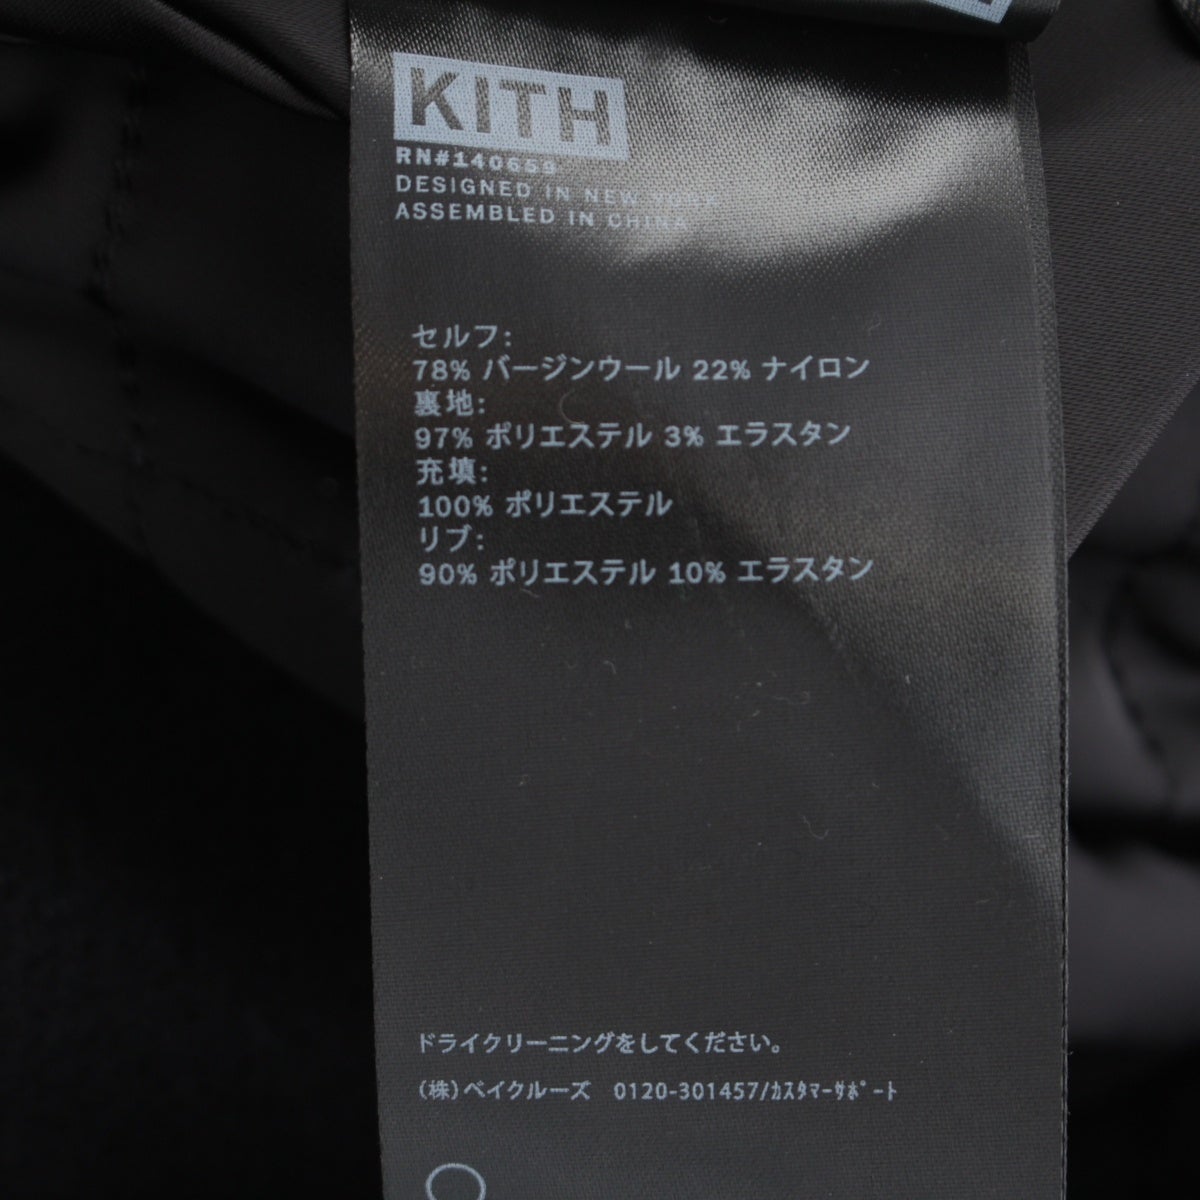 KITH
RN#140659
DESIGNED IN NEW YORK
ASSEMBLED IN CHINA
セルフ:
78% バージンウール 22% ナイロン
裏地:
97% ポリエステル 3% エラスタン
充填:
100% ポリエステル
リブ:
90% ポリエステル 10% エラスタン
ドライクリーニングをしてください。
(株)ベイクルーズ 0120-301457/ｶｽﾀﾏｰｻﾎﾟｰﾄ